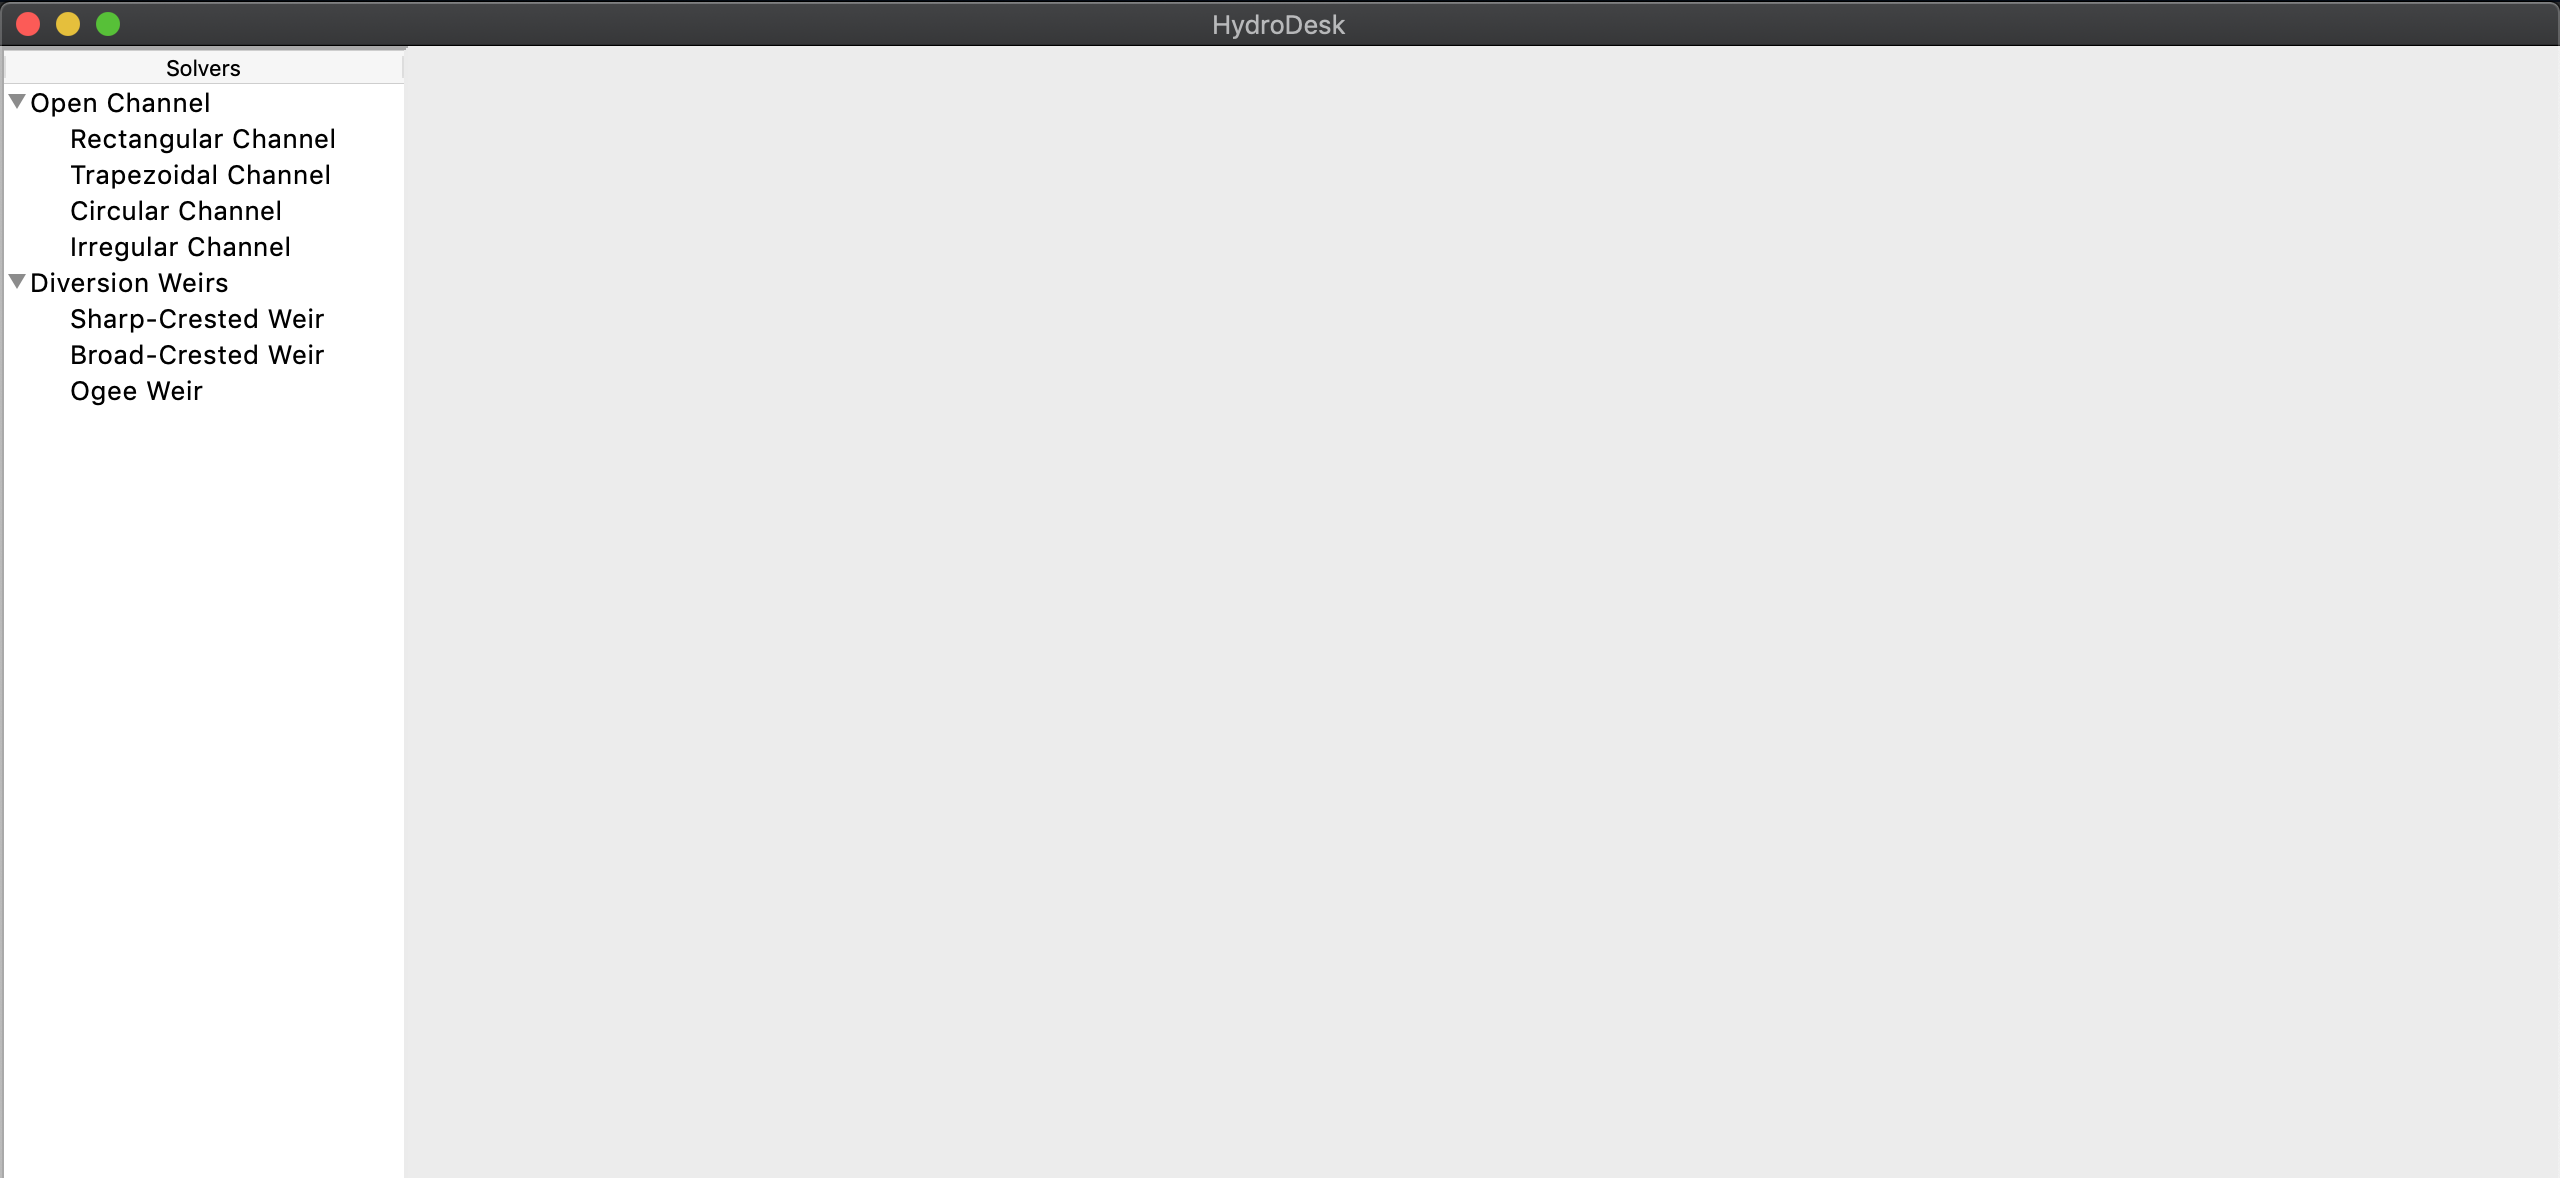 HydroDesk
Solvers
Open Channel
Rectangular Channel
Trapezoidal Channel
Circular Channel
Irregular Channel
Diversion Weirs
Sharp-Crested Weir
Broad-Crested Weir
Ogee Weir